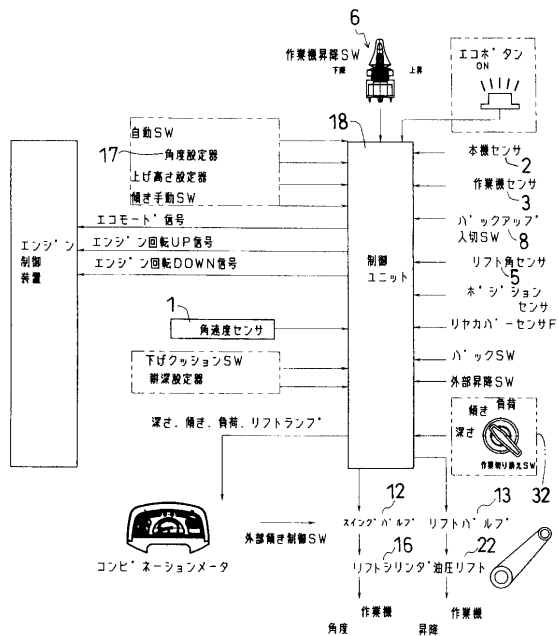 6
作業機昇降SW
下降
上昇
エコボタン
ON
18
自動SW
17
角度設定器
上げ高さ設定器
傾き手動SW
エコモード信号
エンジン回転UP信号
エンジン回転DOWN信号
エンジン
制御
装置
制御
ユニット
本機センサ
2
作業機センサ
3
バックアップ
入切SW
8
リフト角センサ
5
ポジション
センサ
リヤカバーセンサF
バックSW
外部昇降SW
1
角速度センサ
下げクッションSW
耕深設定器
深さ、傾き、負荷、リフトランプ
傾き
負荷
深さ
作業切り換えSW
32
コンビネーションメータ
外部傾き制御SW
12
スイングバルブ
13
リフトバルブ
16
リフトシリンダ
22
油圧リフト
作業機
角度
作業機
昇降